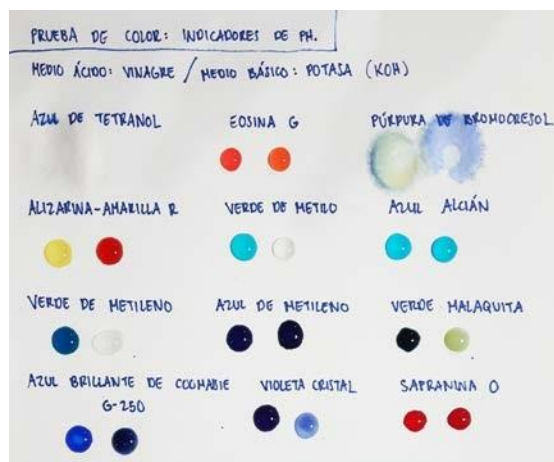 PRUEBA DE COLOR: INDICADORES DE PH.
MEDIO ÁCIDO: VINAGRE / MEDIO BÁSICO: POTASA (KOH)
AZUL DE TETRANOL
EOSINA G
PÚRPURA DE BROMOCRESOL
ALIZARINA-AMARILLA R
VERDE DE METILO
AZUL ALCIÁN
VERDE DE METILENO
AZUL DE METILENO
VERDE MALAQUITA
AZUL BRILLANTE DE COOMABIE
G-250
VIOLETA CRISTAL
SAFRANINA O